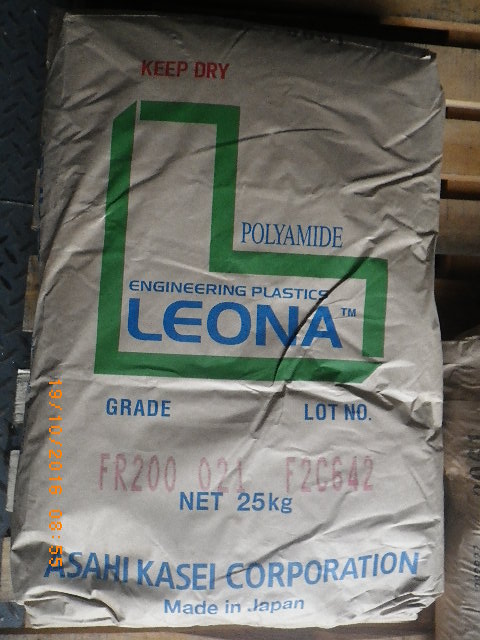 KEEP DRY
POLYAMIDE
ENGINEERING PLASTICS
LEONA™
GRADE LOT NO.
FR200 021 F2C642
NET 25kg
ASAHI KASEI CORPORATION
Made in Japan
19/10/2016 08:55